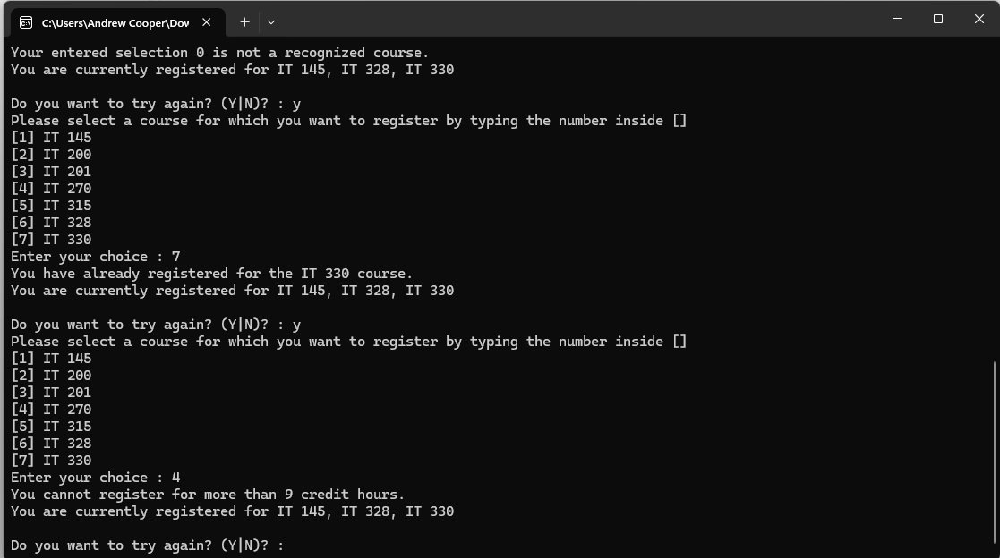 C:\Users\Andrew Cooper\Dov
Your entered selection 0 is not a recognized course.
You are currently registered for IT 145, IT 328, IT 330
Do you want to try again? (Y|N)? : y
Please select a course for which you want to register by typing the number inside []
[1] IT 145
[2] IT 200
[3] IT 201
[4] IT 270
[5] IT 315
[6] IT 328
[7] IT 330
Enter your choice : 7
You have already registered for the IT 330 course.
You are currently registered for IT 145, IT 328, IT 330
Do you want to try again? (Y|N)? : y
Please select a course for which you want to register by typing the number inside []
[1] IT 145
[2] IT 200
[3] IT 201
[4] IT 270
[5] IT 315
[6] IT 328
[7] IT 330
Enter your choice : 4
You cannot register for more than 9 credit hours.
You are currently registered for IT 145, IT 328, IT 330
Do you want to try again? (Y|N)? :